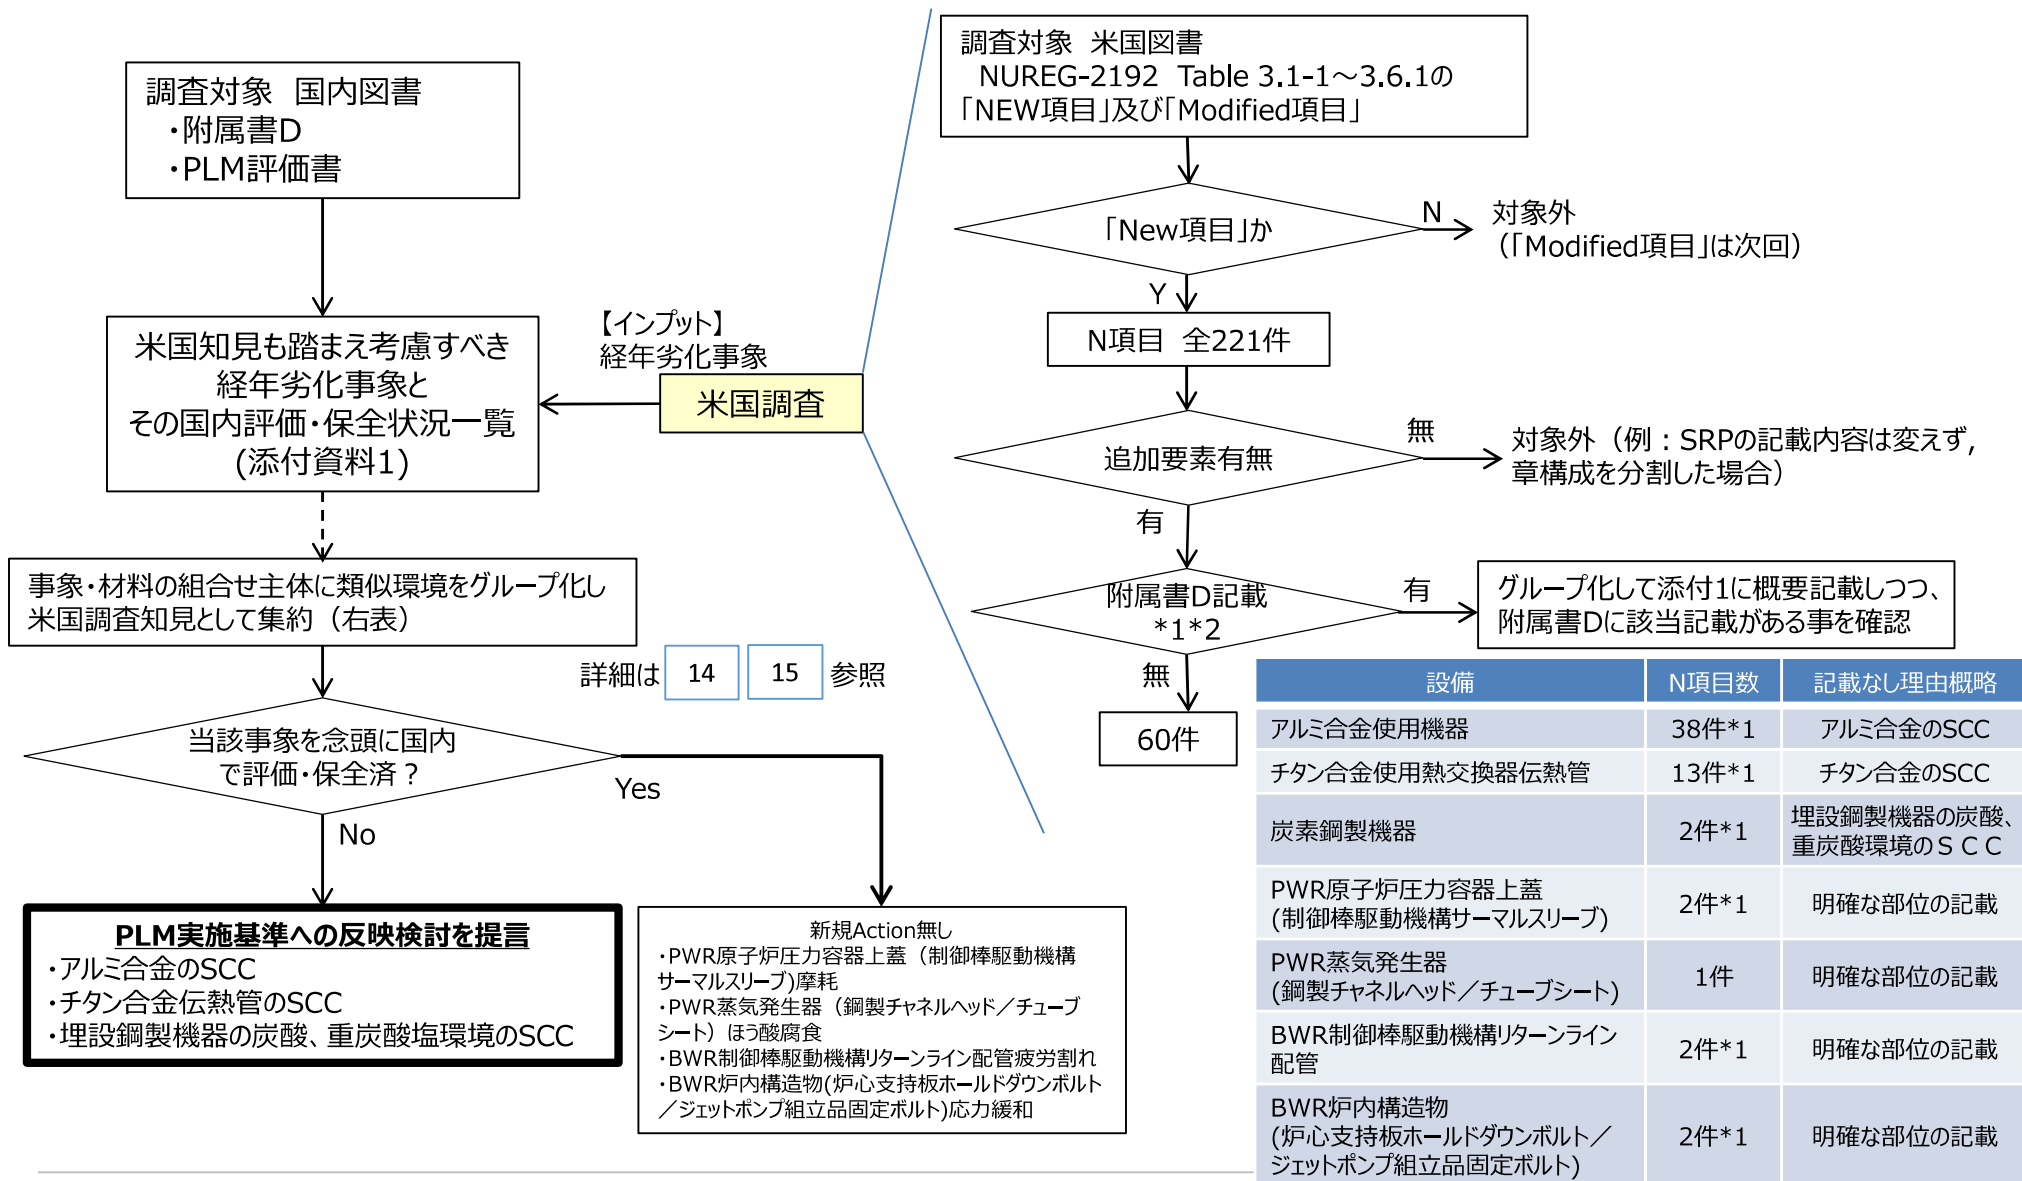 調査対象　国内図書
・附属書D
・PLM評価書
米国知見も踏まえ考慮すべき
経年劣化事象と
その国内評価・保全状況一覧
(添付資料1)
【インプット】
経年劣化事象
米国調査
事象・材料の組合せ主体に類似環境をグループ化し
米国調査知見として集約（右表）
詳細は 14 15 参照
当該事象を念頭に国内
で評価・保全済？
Yes
No
PLM実施基準への反映検討を提言
・アルミ合金のSCC
・チタン合金伝熱管のSCC
・埋設鋼製機器の炭酸、重炭酸塩環境のSCC
新規Action無し
・PWR原子炉圧力容器上蓋（制御棒駆動機構
サーマルスリーブ)摩耗
・PWR蒸気発生器（鋼製チャネルヘッド／チューブ
シート）ほう酸腐食
・BWR制御棒駆動機構リターンライン配管疲労割れ
・BWR炉内構造物(炉心支持板ホールドダウンボルト
／ジェットポンプ組立品固定ボルト)応力緩和
調査対象　米国図書
NUREG-2192　Table 3.1-1～3.6.1の
「NEW項目」及び「Modified項目」
「New項目」か
N
対象外
（「Modified項目」は次回）
Y
N項目　全221件
追加要素有無
無
対象外（例：SRPの記載内容は変えず,
章構成を分割した場合）
有
附属書D記載
*1*2
有
グループ化して添付1に概要記載しつつ、
附属書Dに該当記載がある事を確認
無
60件
設備 N項目数 記載なし理由概略
アルミ合金使用機器 38件*1 アルミ合金のSCC
チタン合金使用熱交換器伝熱管 13件*1 チタン合金のSCC
炭素鋼製機器 2件*1 埋設鋼製機器の炭酸、
重炭酸環境のＳＣＣ
PWR原子炉圧力容器上蓋
(制御棒駆動機構サーマルスリーブ) 2件*1 明確な部位の記載
PWR蒸気発生器
(鋼製チャネルヘッド／チューブシート) 1件 明確な部位の記載
BWR制御棒駆動機構リターンライン
配管 2件*1 明確な部位の記載
BWR炉内構造物
(炉心支持板ホールドダウンボルト／
ジェットポンプ組立品固定ボルト) 2件*1 明確な部位の記載